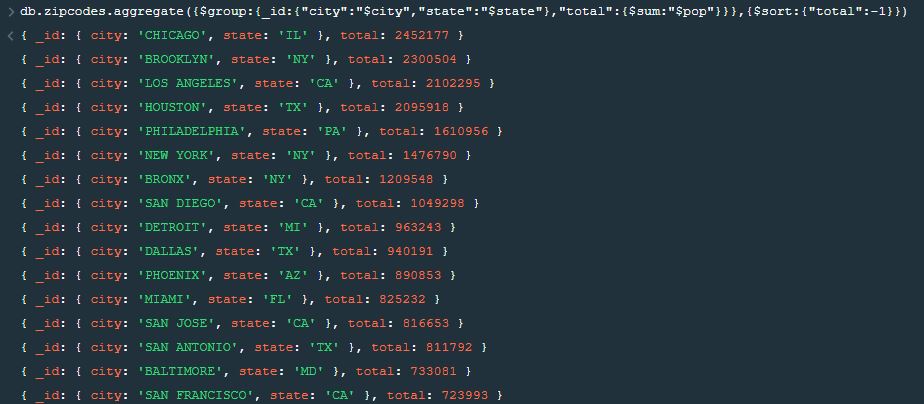 > db.zipcodes.aggregate({$group:{_id:{"city":"$city","state":"$state"},"total":{$sum:"$pop"}}},{$sort:{"total":-1}})
< { _id: { city: 'CHICAGO', state: 'IL' }, total: 2452177 }
{ _id: { city: 'BROOKLYN', state: 'NY' }, total: 2300504 }
{ _id: { city: 'LOS ANGELES', state: 'CA' }, total: 2102295 }
{ _id: { city: 'HOUSTON', state: 'TX' }, total: 2095918 }
{ _id: { city: 'PHILADELPHIA', state: 'PA' }, total: 1610956 }
{ _id: { city: 'NEW YORK', state: 'NY' }, total: 1476790 }
{ _id: { city: 'BRONX', state: 'NY' }, total: 1209548 }
{ _id: { city: 'SAN DIEGO', state: 'CA' }, total: 1049298 }
{ _id: { city: 'DETROIT', state: 'MI' }, total: 963243 }
{ _id: { city: 'DALLAS', state: 'TX' }, total: 940191 }
{ _id: { city: 'PHOENIX', state: 'AZ' }, total: 890853 }
{ _id: { city: 'MIAMI', state: 'FL' }, total: 825232 }
{ _id: { city: 'SAN JOSE', state: 'CA' }, total: 816653 }
{ _id: { city: 'SAN ANTONIO', state: 'TX' }, total: 811792 }
{ _id: { city: 'BALTIMORE', state: 'MD' }, total: 733081 }
{ _id: { city: 'SAN FRANCISCO', state: 'CA' }, total: 723993 }